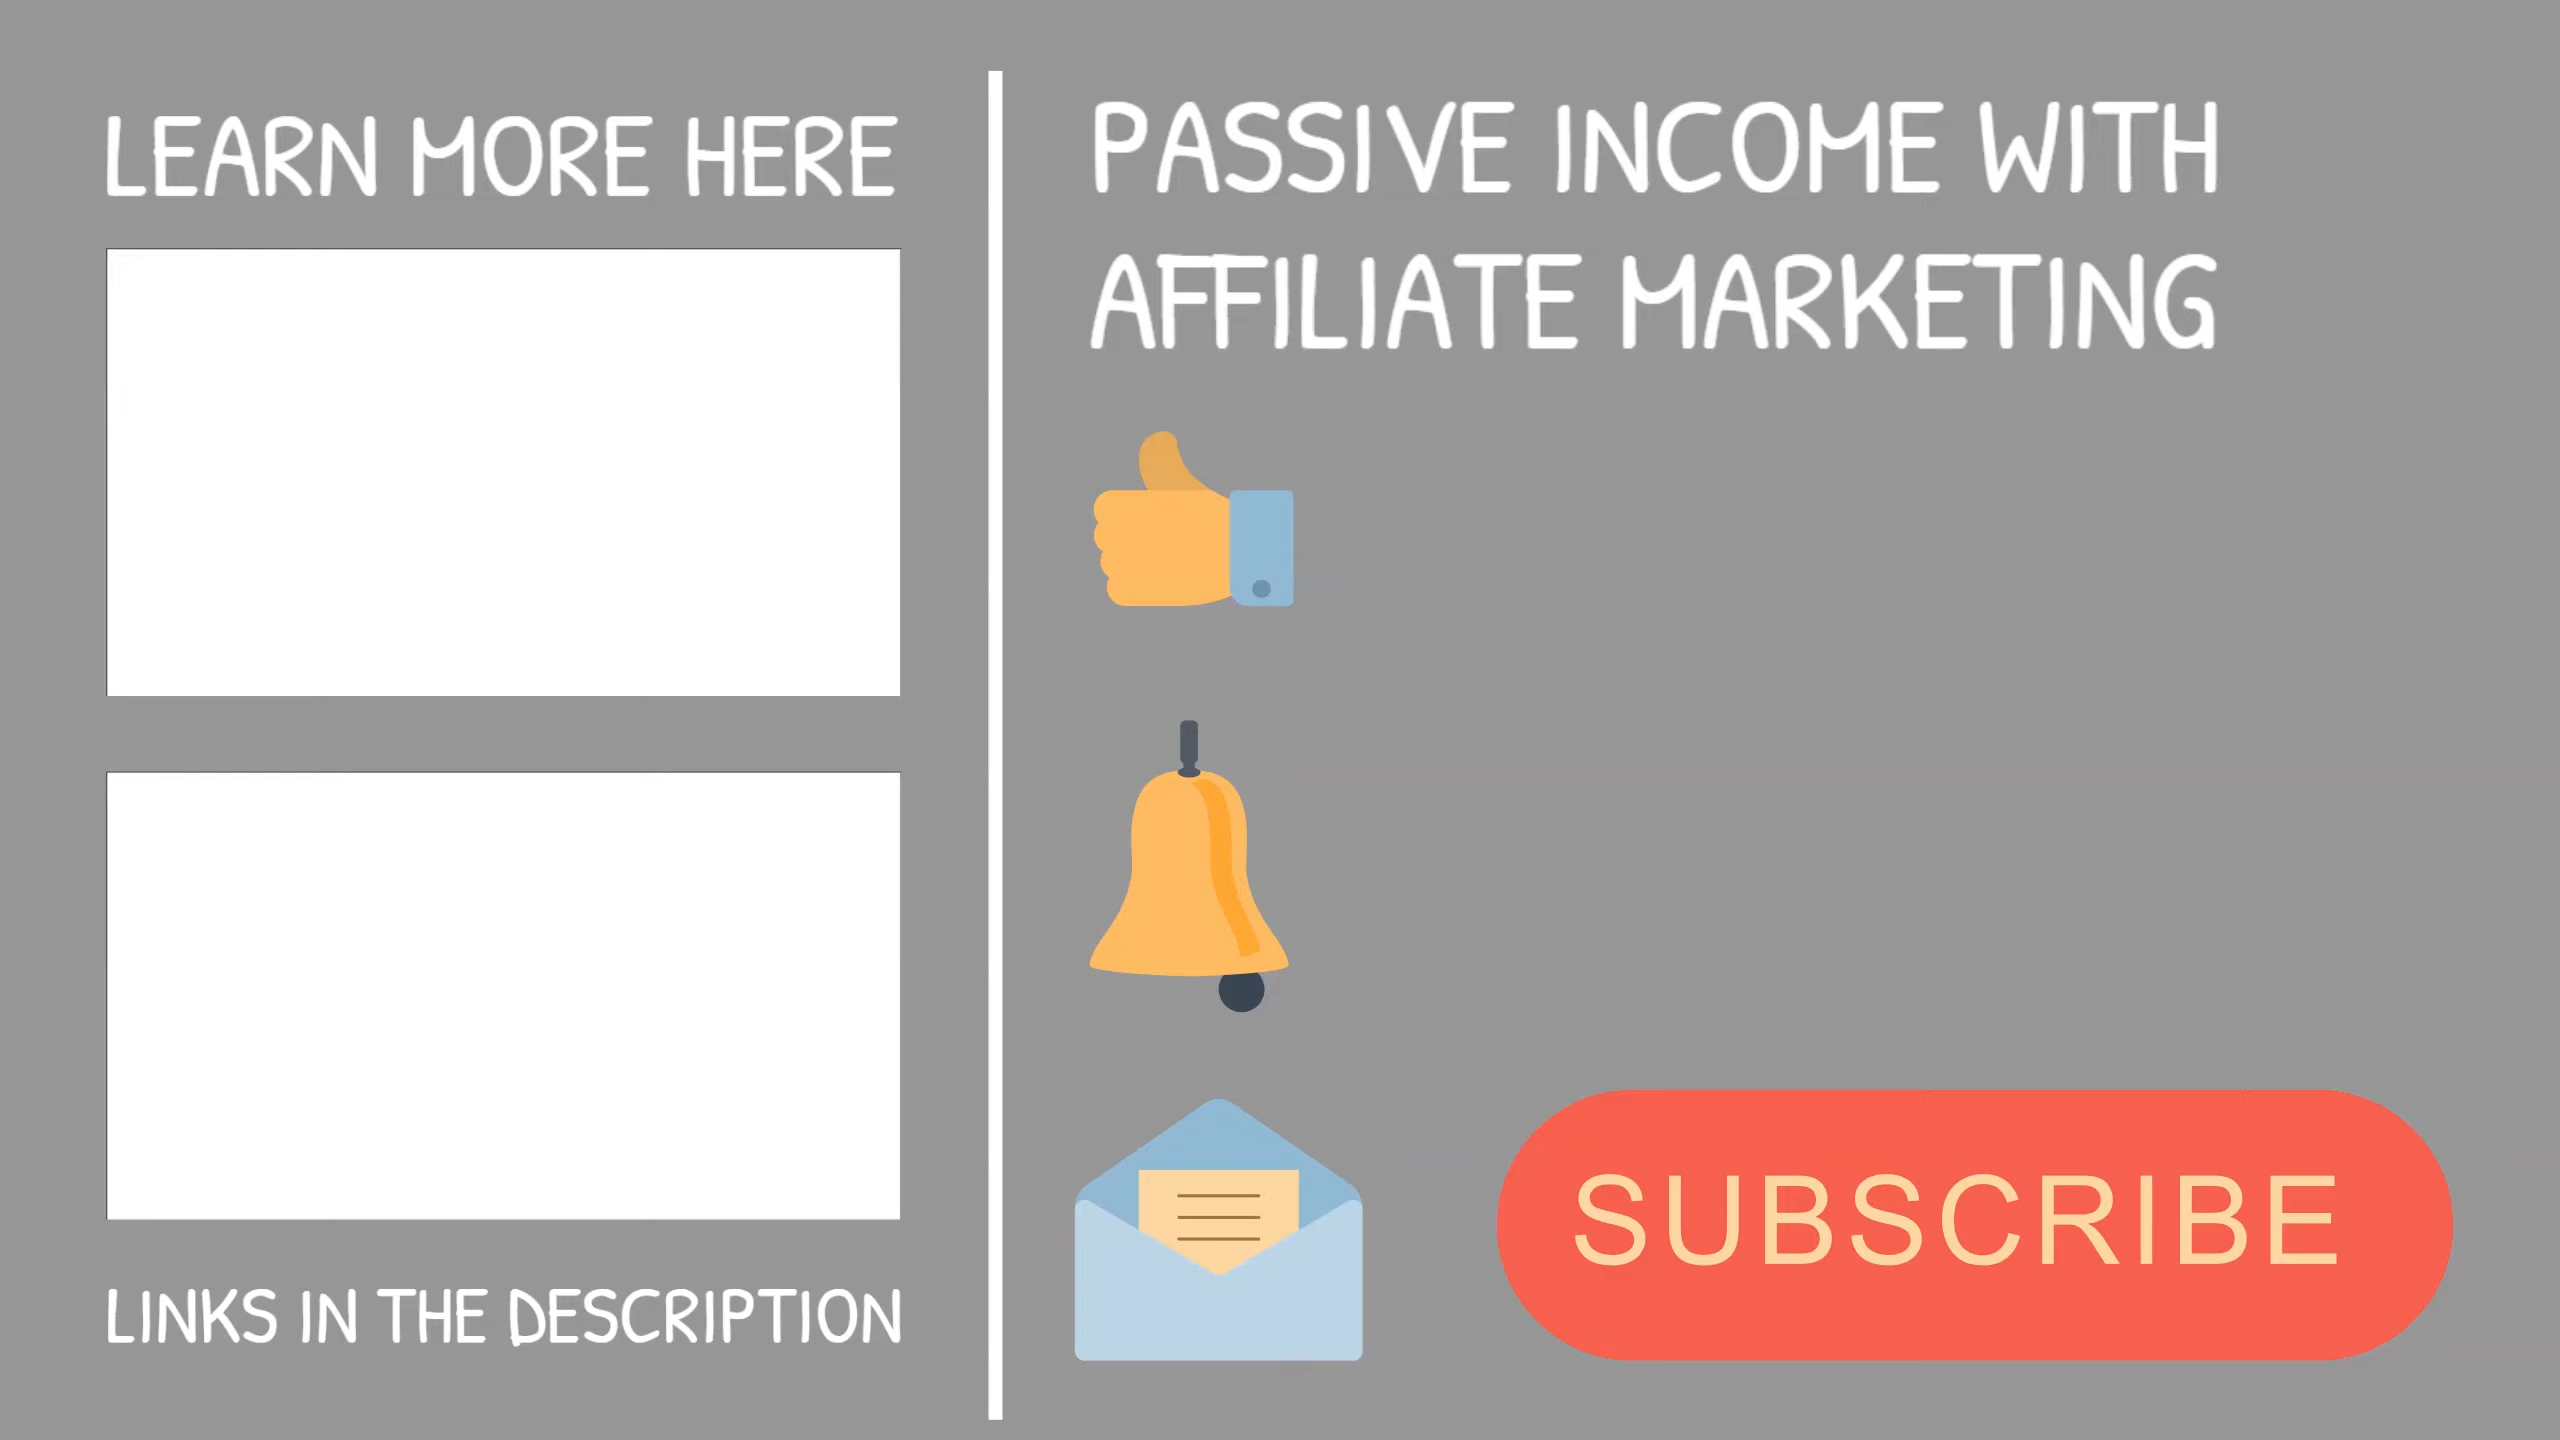 LEARN MORE HERE
LINKS IN THE DESCRIPTION
PASSIVE INCOME WITH
AFFILIATE MARKETING
SUBSCRIBE